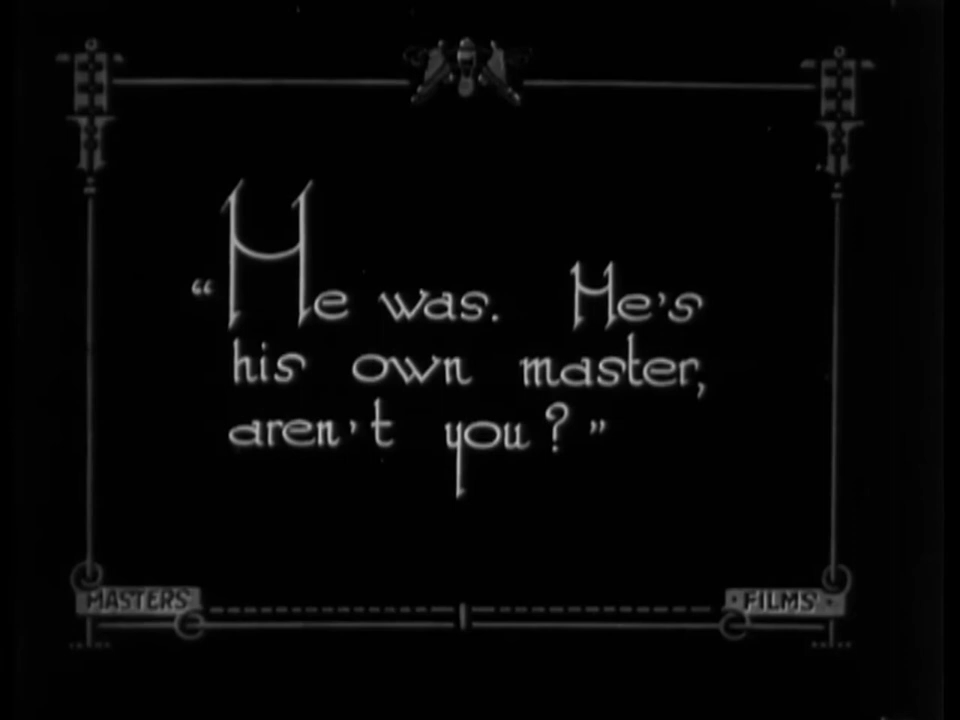 “He was. He's
his own master,
aren't you?”
MASTERS
FILMS